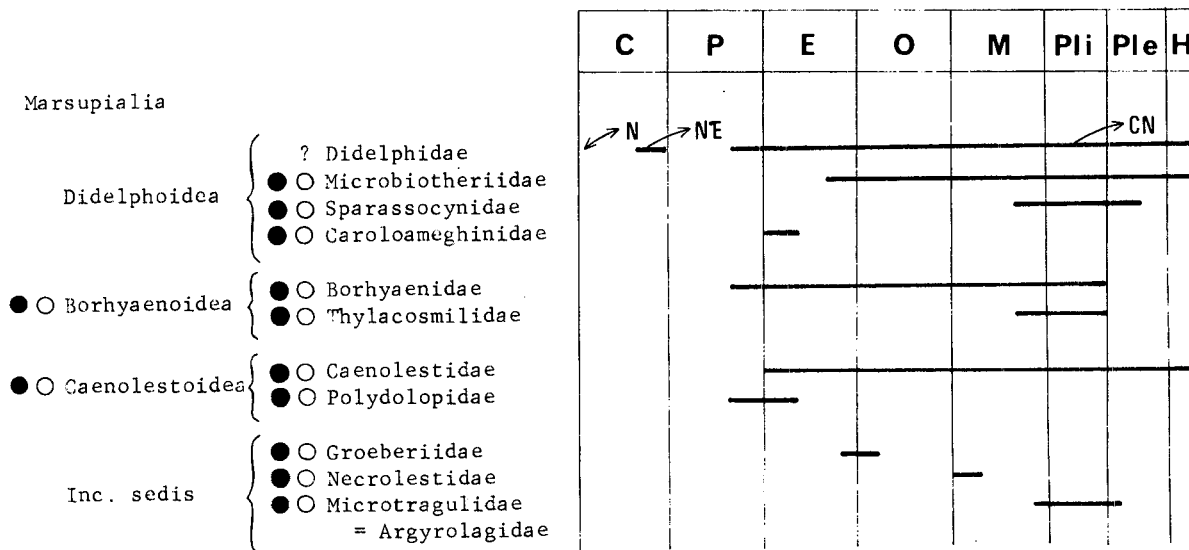 C P E O M Pli Ple H
Marsupialia
N NE CN
? Didelphidae
Microbiotheriidae
Didelphoidea
Sparassocynidae
Caroloameghinidae
Borhyaenidae
Borhyaenoidea
Thylacosmilidae
Caenolestidae
Caenolestoidea
Polydolopidae
Groeberiidae
Necrolestidae
Inc. sedis
Microtragulidae
= Argyrolagidae